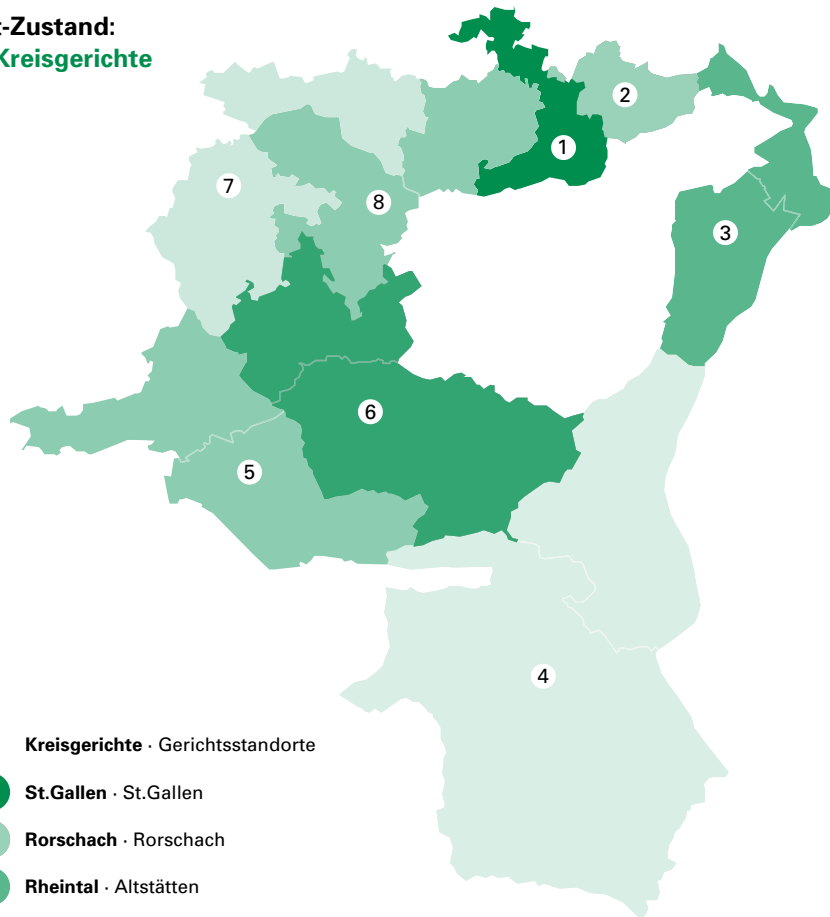 t-Zustand:
Kreisgerichte
2
1
7
8
3
6
5
4
Kreisgerichte · Gerichtsstandorte
St.Gallen · St.Gallen
Rorschach · Rorschach
Rheintal · Altstätten